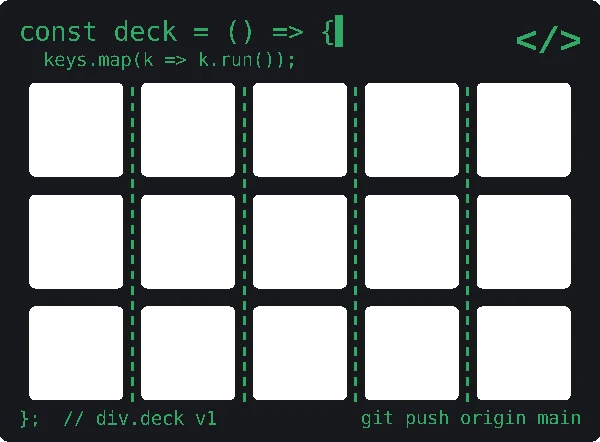 const deck = () => {
</>
keys.map(k => k.run());
};  // div.deck v1
git push origin main